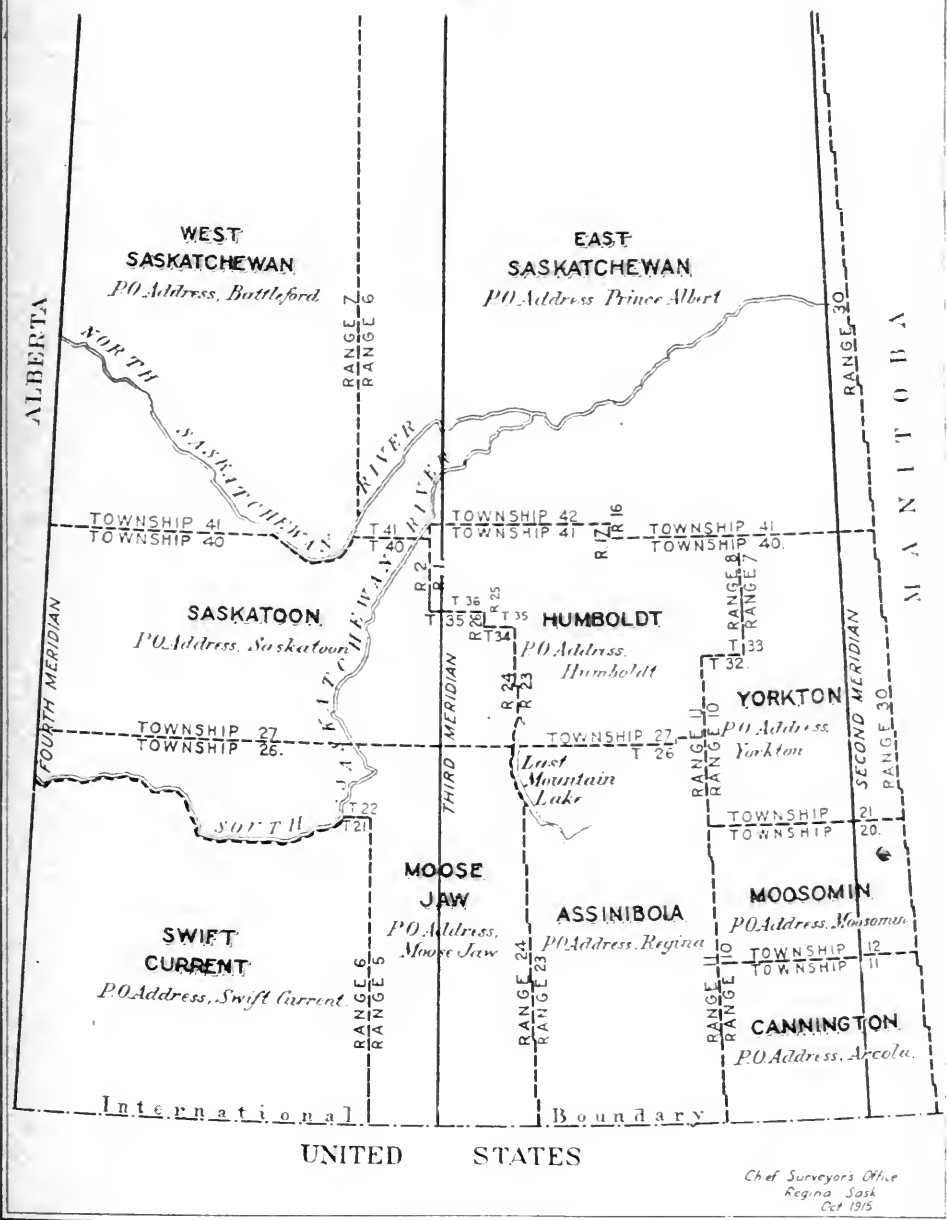 WEST
SASKATCHEWAN
P.O. Address, Battleford.
EAST
SASKATCHEWAN
P.O. Address Prince Albert
ALBERTA
MANITOBA
RANGE 7
RANGE 6
RANGE 30
NORTH
SASKATCHEWAN
RIVER
RIVER
TOWNSHIP 41
TOWNSHIP 40
T 41
T 40
TOWNSHIP 42
TOWNSHIP 41
R.17
R 16
TOWNSHIP 41
TOWNSHIP 40.
R 2
R 1
RANGE 8
RANGE 7
FOURTH MERIDIAN
SASKATOON
P.O. Address, Saskatoon
SASKATCHEWAN
T 36
T 35
R 26
R 25
T 35
T 34
HUMBOLDT
P.O. Address,
Humboldt
T 33
T 32.
THIRD MERIDIAN
R 24
R 23
YORKTON
P.O. Address,
Yorkton
SECOND MERIDIAN
RANGE 30
TOWNSHIP 27
TOWNSHIP 26.
TOWNSHIP 27
T 26
RANGE 11
RANGE 10
Last
Mountain
Lake
SOUTH
T 22
T 21
TOWNSHIP 21
TOWNSHIP 20.
MOOSE
JAW
P.O. Address,
Moose Jaw
SWIFT
CURRENT
P.O. Address, Swift Current.
ASSINIBOLA
P.O. Address, Regina
MOOSOMIN
P.O. Address, Moosomin
RANGE 6
RANGE 5
RANGE 24
RANGE 23
RANGE 11
RANGE 10
TOWNSHIP 12
TOWNSHIP 11
CANNINGTON
P.O. Address, Arcola.
International Boundary
UNITED STATES
Chief Surveyor's Office
Regina Sask
Oct 1915